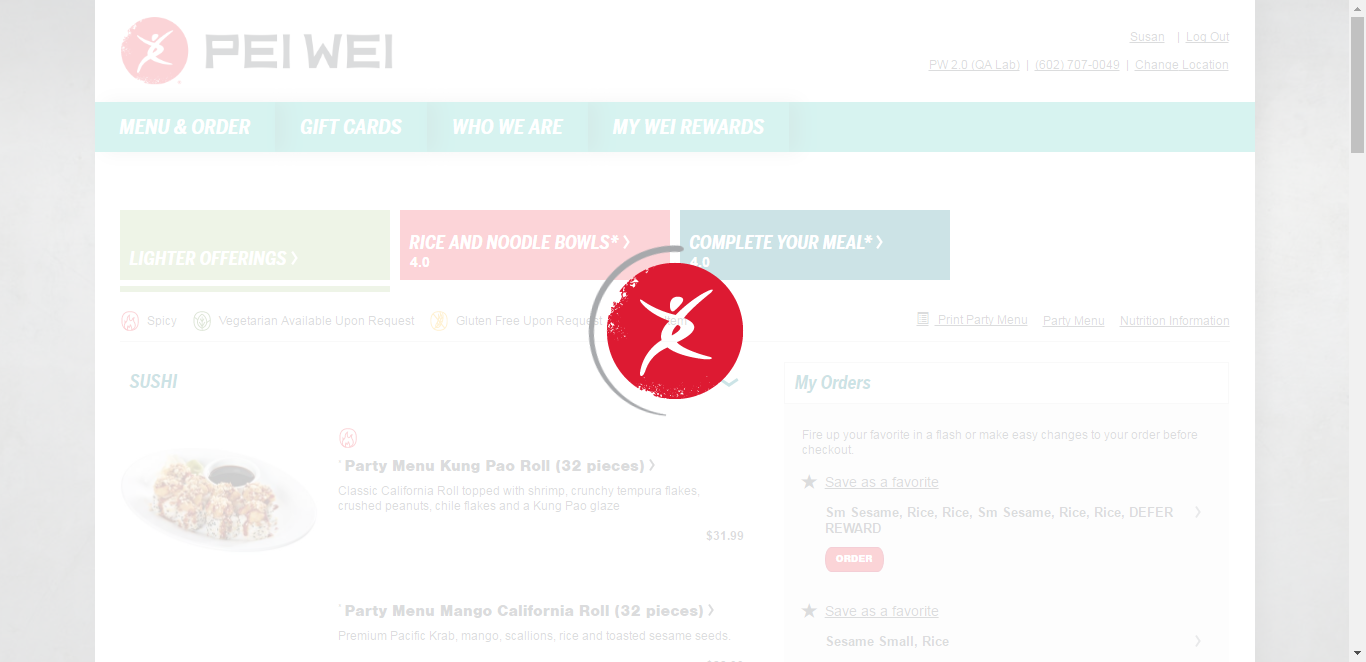 PEI WEI
Susan | Log Out
PW 2.0 (QA Lab) | (602) 707-0049 | Change Location
MENU & ORDER
GIFT CARDS
WHO WE ARE
MY WEI REWARDS
LIGHTER OFFERINGS >
RICE AND NOODLE BOWLS* >
4.0
COMPLETE YOUR MEAL* >
4.0
Spicy
Vegetarian Available Upon Request
Gluten Free Upon Request
Print Party Menu
Party Menu
Nutrition Information
SUSHI
Party Menu Kung Pao Roll (32 pieces) >
Classic California Roll topped with shrimp, crunchy tempura flakes,
crushed peanuts, chile flakes and a Kung Pao glaze
$31.99
Party Menu Mango California Roll (32 pieces) >
Premium Pacific Krab, mango, scallions, rice and toasted sesame seeds.
My Orders
Fire up your favorite in a flash or make easy changes to your order before
checkout.
Save as a favorite
Sm Sesame, Rice, Rice, Sm Sesame, Rice, Rice, DEFER
REWARD
ORDER
Save as a favorite
Sesame Small, Rice